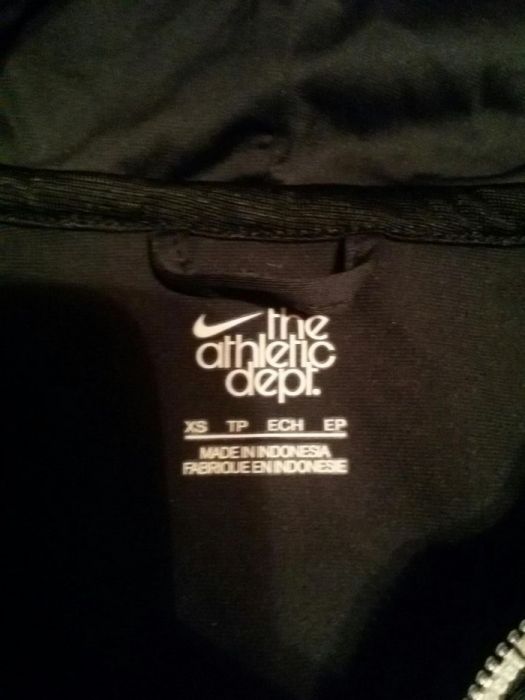 the
athletic
dept.
XS TP ECH EP
MADE IN INDONESIA
FABRIQUE EN INDONESIE